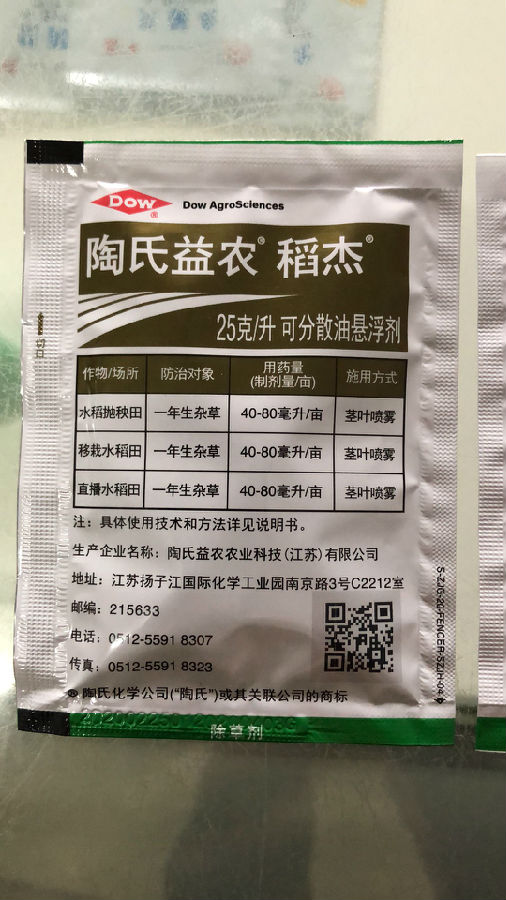 DOW
®
Dow AgroSciences
陶氏益农® 稻杰®
25克/升 可分散油悬浮剂
作物/场所 防治对象 用药量(制剂量/亩) 施用方式
水稻抛秧田 一年生杂草 40-80毫升/亩 茎叶喷雾
移栽水稻田 一年生杂草 40-80毫升/亩 茎叶喷雾
直播水稻田 一年生杂草 40-80毫升/亩 茎叶喷雾
注：具体使用技术和方法详见说明书。
生产企业名称：陶氏益农农业科技(江苏)有限公司
地址：江苏扬子江国际化学工业园南京路3号C2212室
邮编：215633
电话：0512-5591 8307
传真：0512-5591 8323
® 陶氏化学公司(“陶氏”)或其关联公司的商标
除草剂